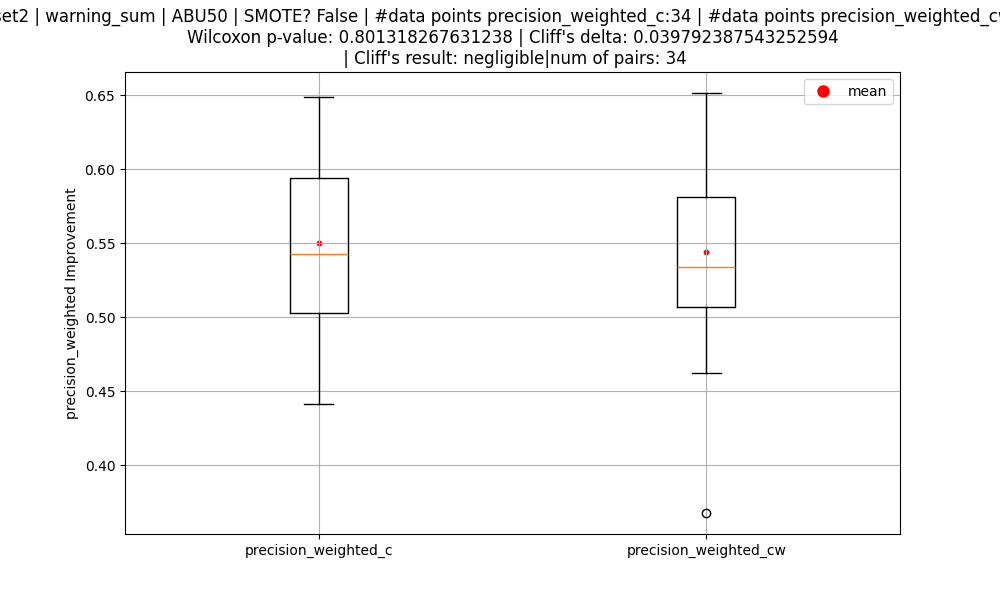 set2 | warning_sum | ABU50 | SMOTE? False | #data points precision_weighted_c:34 | #data points precision_weighted_cw
Wilcoxon p-value: 0.801318267631238 | Cliff's delta: 0.039792387543252594
| Cliff's result: negligible|num of pairs: 34
mean
0.65
0.60
0.55
0.50
0.45
0.40
precision_weighted Improvement
precision_weighted_c
precision_weighted_cw